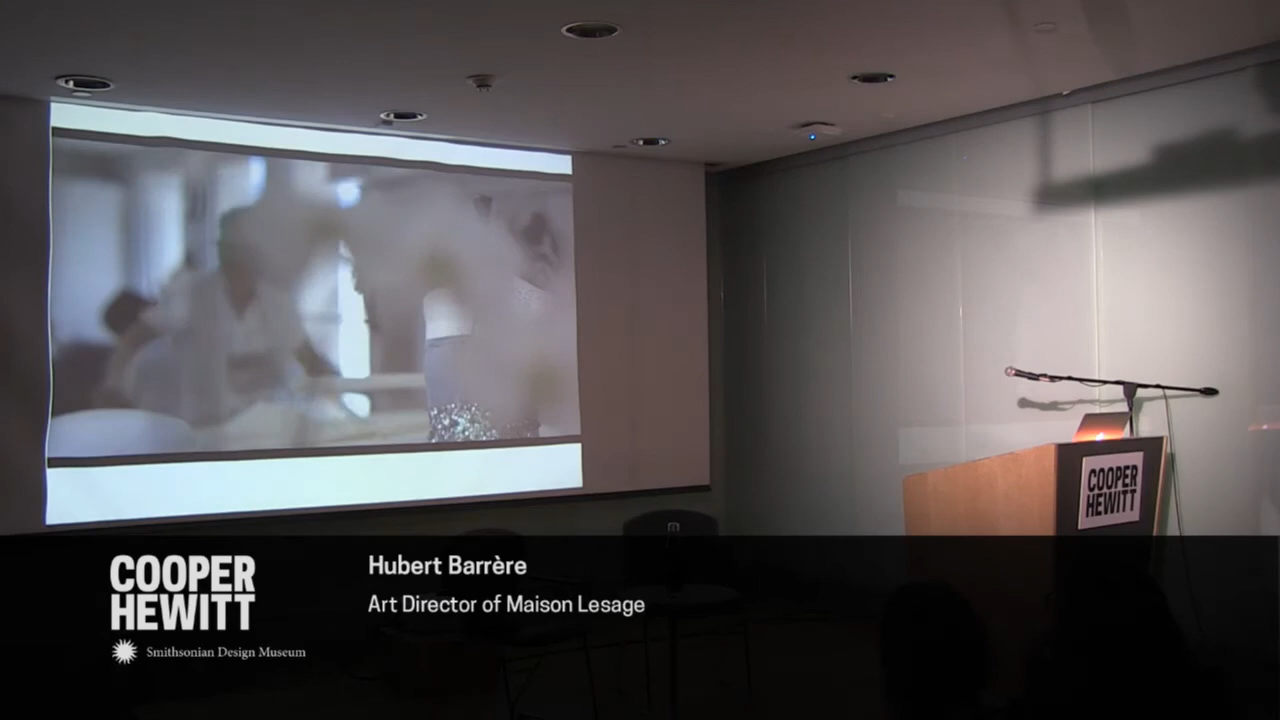 COOPER
HEWITT
COOPER
HEWITT
Smithsonian Design Museum
Hubert Barrère
Art Director of Maison Lesage